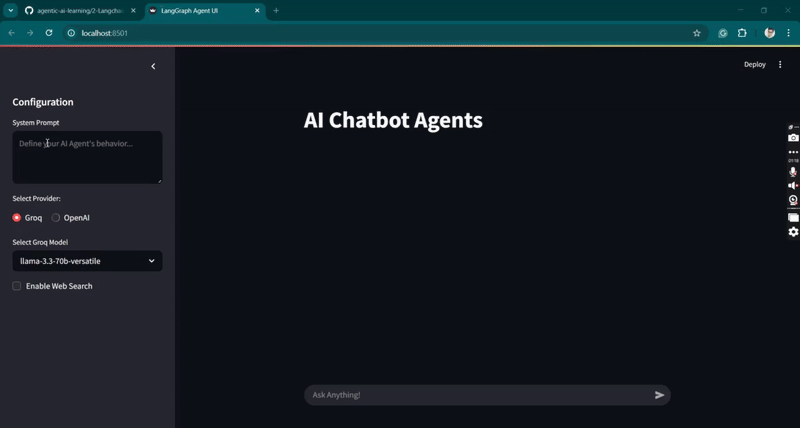 agentic-ai-learning/2-Langcha
LangGraph Agent UI
localhost:8501
Deploy
Configuration
System Prompt
Define your AI Agent's behavior...
Select Provider:
Groq
OpenAI
Select Groq Model
llama-3.3-70b-versatile
Enable Web Search
AI Chatbot Agents
Ask Anything!
01:18